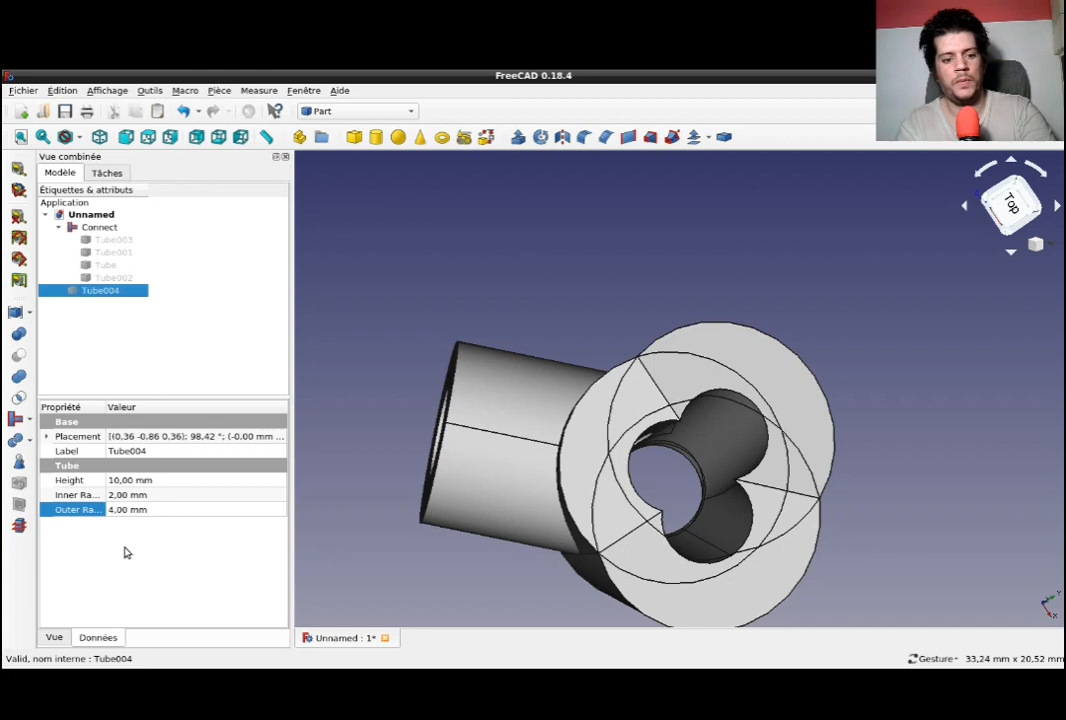 FreeCAD 0.18.4
Fichier Édition Affichage Outils Macro Pièce Measure Fenêtre Aide
Part
Vue combinée
Modèle Tâches
Étiquettes & attributs
Application
Unnamed
Connect
Tube003
Tube001
Tube
Tube002
Tube004
Top
Propriété Valeur
Base
Placement [(0,36 -0,86 0,36); 98,42 °; (-0,00 mm ...
Label Tube004
Tube
Height 10,00 mm
Inner Ra... 2,00 mm
Outer Ra... 4,00 mm
Y
X
Vue Données
Unnamed : 1*
Valid, nom interne : Tube004
Gesture 33,24 mm x 20,52 mm